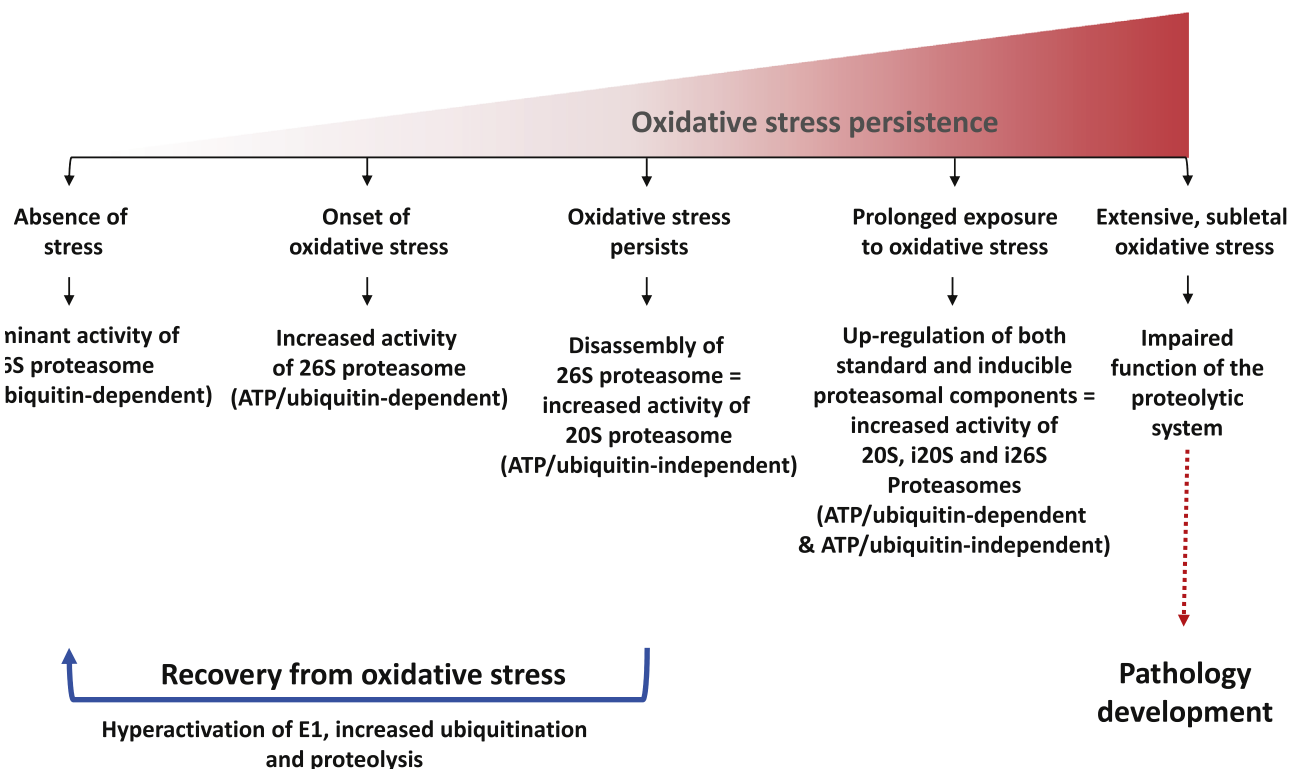 Oxidative stress persistence
Absence of
stress
Onset of
oxidative stress
Oxidative stress
persists
Prolonged exposure
to oxidative stress
Extensive, subletal
oxidative stress
minant activity of
6S proteasome
biquitin-dependent)
Increased activity
of 26S proteasome
(ATP/ubiquitin-dependent)
Disassembly of
26S proteasome =
increased activity of
20S proteasome
(ATP/ubiquitin-independent)
Up-regulation of both
standard and inducible
proteasomal components =
increased activity of
20S, i20S and i26S
Proteasomes
(ATP/ubiquitin-dependent
& ATP/ubiquitin-independent)
Impaired
function of the
proteolytic
system
Recovery from oxidative stress
Hyperactivation of E1, increased ubiquitination
and proteolysis
Pathology
development